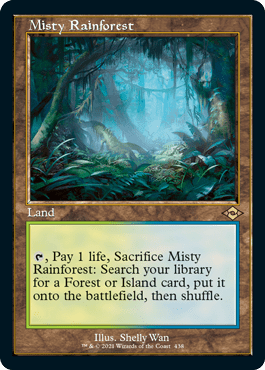 Misty Rainforest
Land
, Pay 1 life, Sacrifice Misty
Rainforest: Search your library
for a Forest or Island card, put it
onto the battlefield, then shuffle.
Illus. Shelly Wan
™ & © 2021 Wizards of the Coast 438